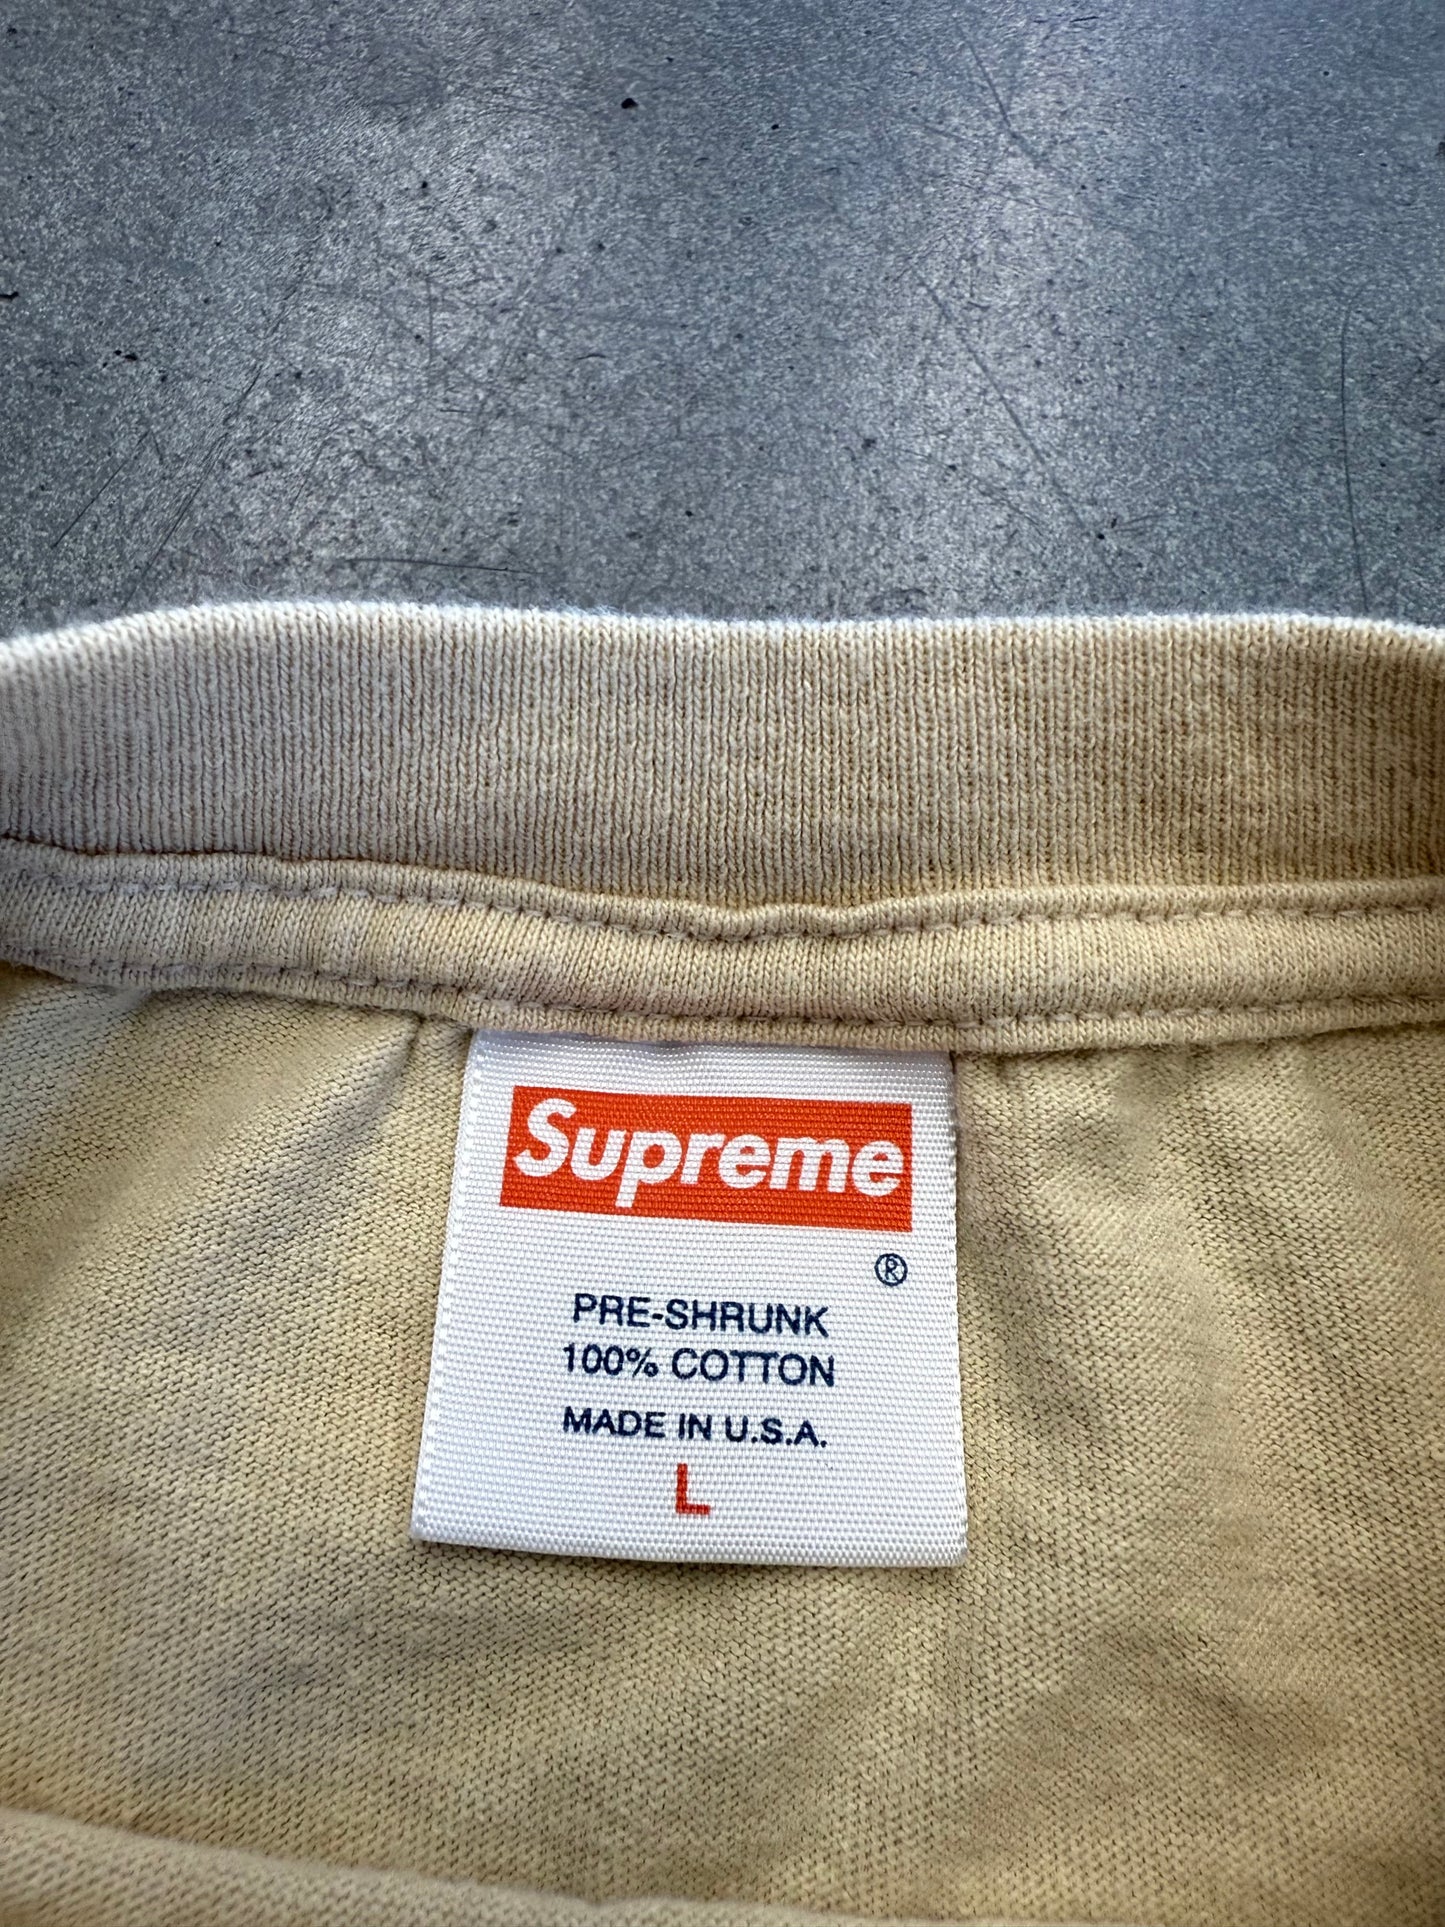 Supreme
®
PRE-SHRUNK
100% COTTON
MADE IN U.S.A.
L